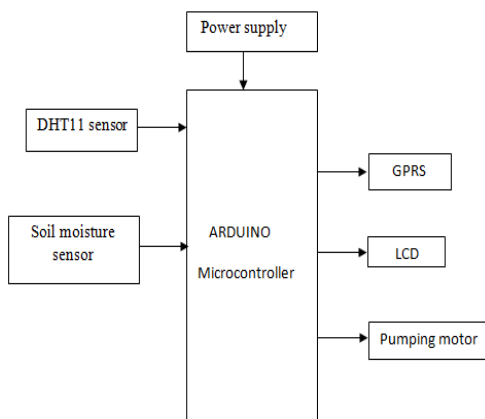 Power supply
DHT11 sensor
GPRS
Soil moisture
sensor
ARDUINO
Microcontroller
LCD
Pumping motor